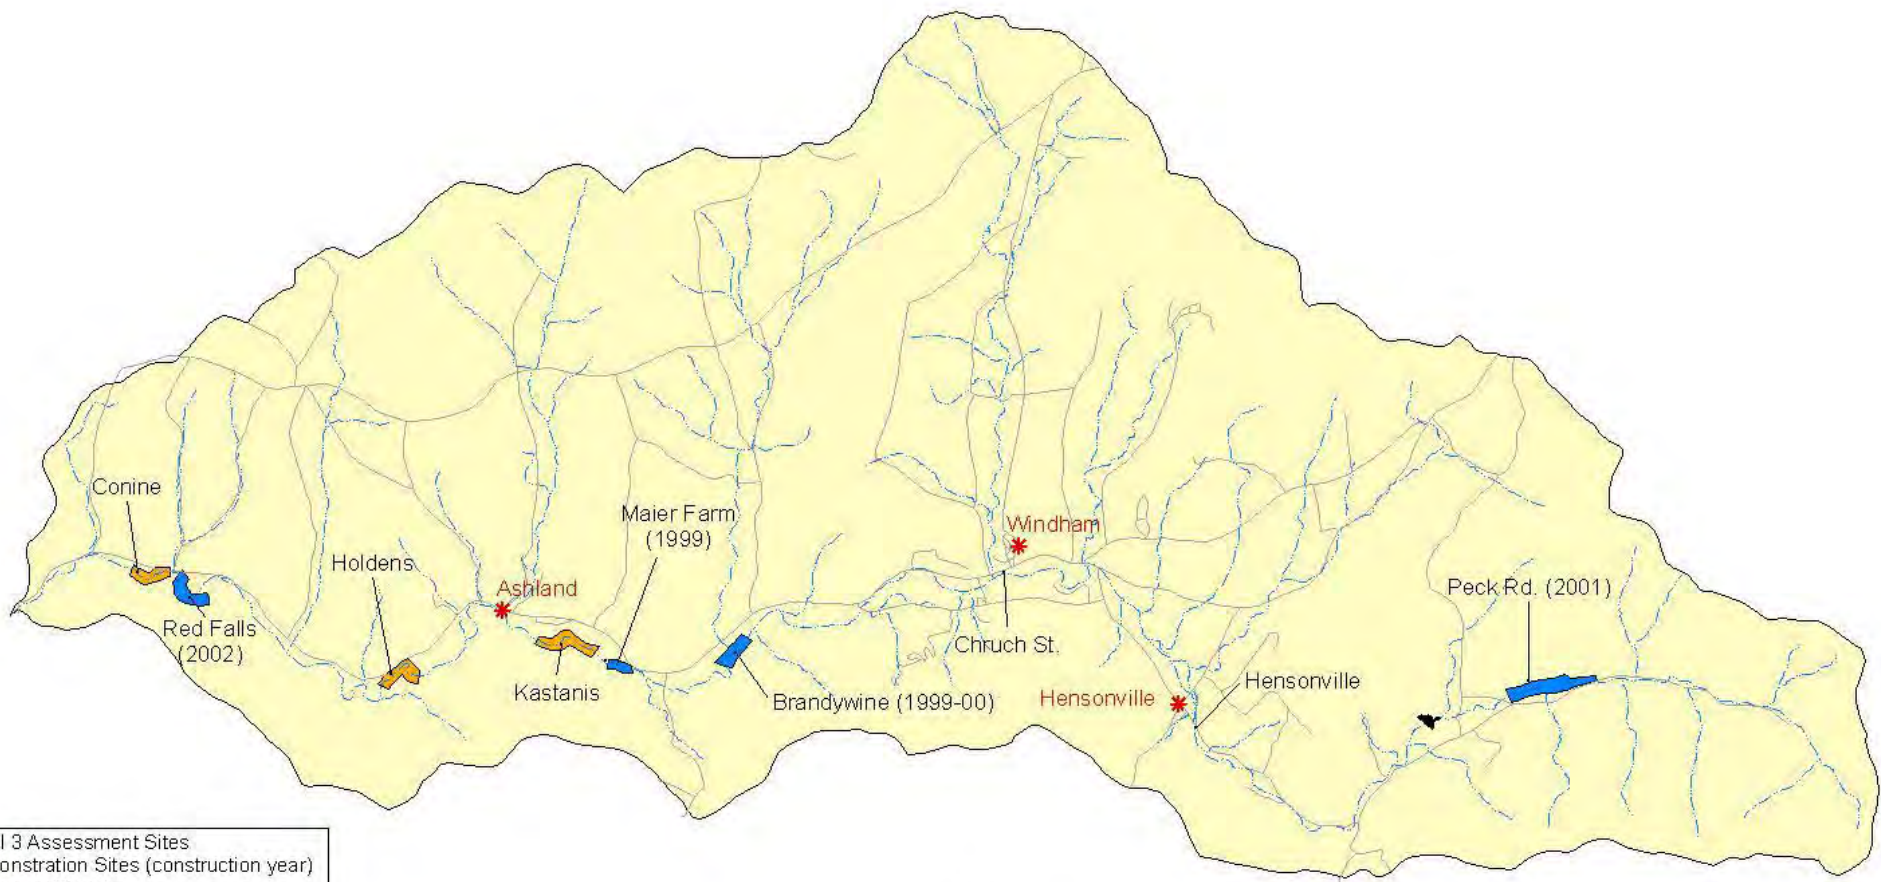 Conine
Red Falls
(2002)
Holdens
Ashland
Kastanis
Maier Farm
(1999)
Brandywine (1999-00)
Windham
Chruch St.
Hensonville
Hensonville
Peck Rd. (2001)
l 3 Assessment Sites
onstration Sites (construction year)